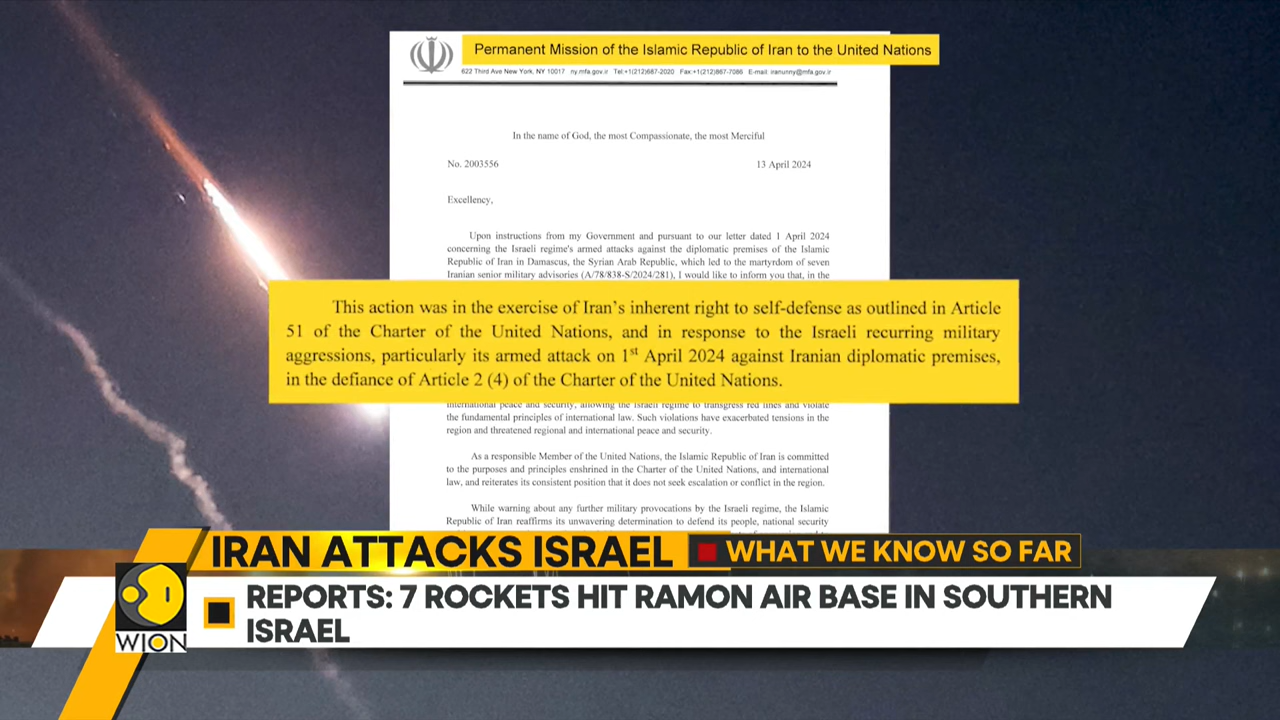 Permanent Mission of the Islamic Republic of Iran to the United Nations
622 Third Ave New York, NY 10017 ny.mfa.gov.ir Tel:+1(212)687-2020 Fax:+1(212)867-7086 E-mail: iranunny@mfa.gov.ir
In the name of God, the most Compassionate, the most Merciful
No. 2003556 13 April 2024
Excellency,
Upon instructions from my Government and pursuant to our letter dated 1 April 2024
concerning the Israeli regime's armed attacks against the diplomatic premises of the Islamic
Republic of Iran in Damascus, the Syrian Arab Republic, which led to the martyrdom of seven
Iranian senior military advisories (A/78/838-S/2024/281), I would like to inform you that, in the
This action was in the exercise of Iran's inherent right to self-defense as outlined in Article
51 of the Charter of the United Nations, and in response to the Israeli recurring military
aggressions, particularly its armed attack on 1st April 2024 against Iranian diplomatic premises,
in the defiance of Article 2 (4) of the Charter of the United Nations.
international peace and security, allowing the Israeli regime to transgress red lines and violate
the fundamental principles of international law. Such violations have exacerbated tensions in the
region and threatened regional and international peace and security.
As a responsible Member of the United Nations, the Islamic Republic of Iran is committed
to the purposes and principles enshrined in the Charter of the United Nations, and international
law, and reiterates its consistent position that it does not seek escalation or conflict in the region.
While warning about any further military provocations by the Israeli regime, the Islamic
Republic of Iran reaffirms its unwavering determination to defend its people, national security
IRAN ATTACKS ISRAEL WHAT WE KNOW SO FAR
REPORTS: 7 ROCKETS HIT RAMON AIR BASE IN SOUTHERN
ISRAEL
WION